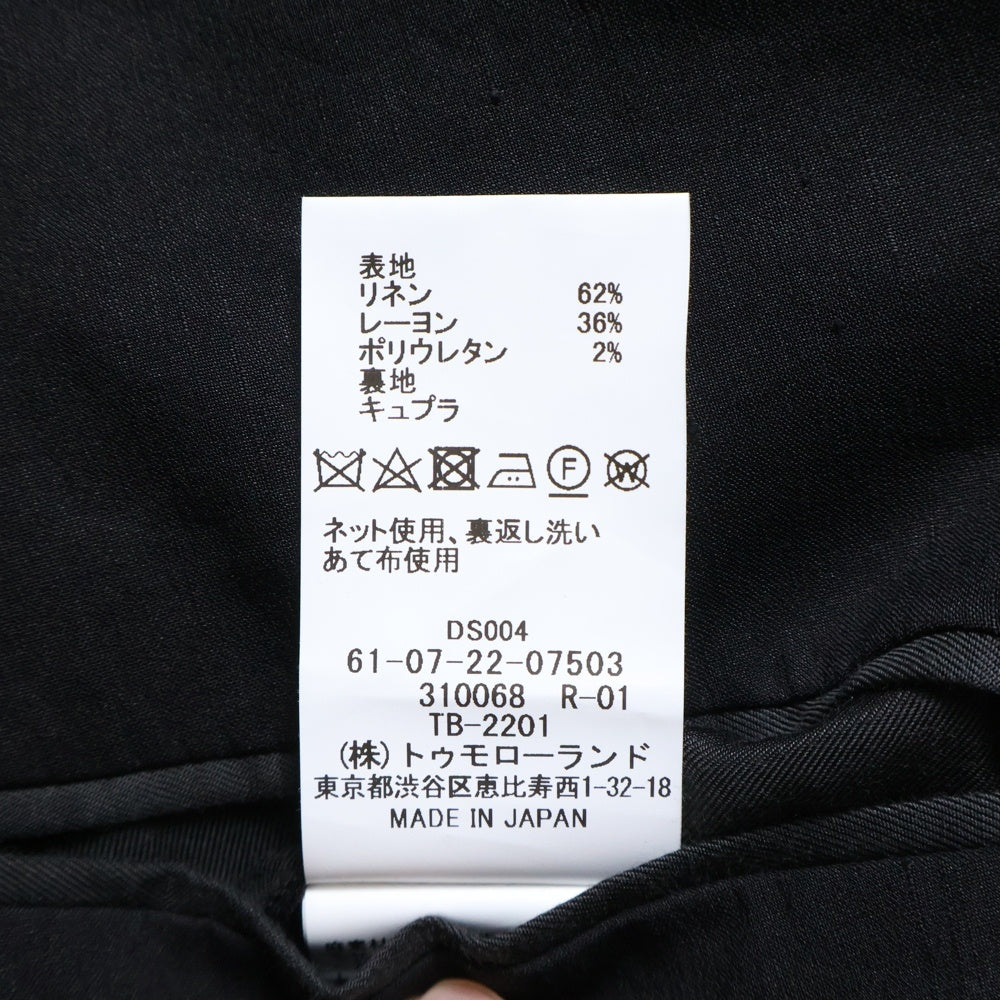 表地
リネン 62%
レーヨン 36%
ポリウレタン 2%
裏地
キュプラ
F W
ネット使用、裏返し洗い
あて布使用
DS004
61-07-22-07503
310068 R-01
TB-2201
(株)トゥモローランド
東京都渋谷区恵比寿西1-32-18
MADE IN JAPAN